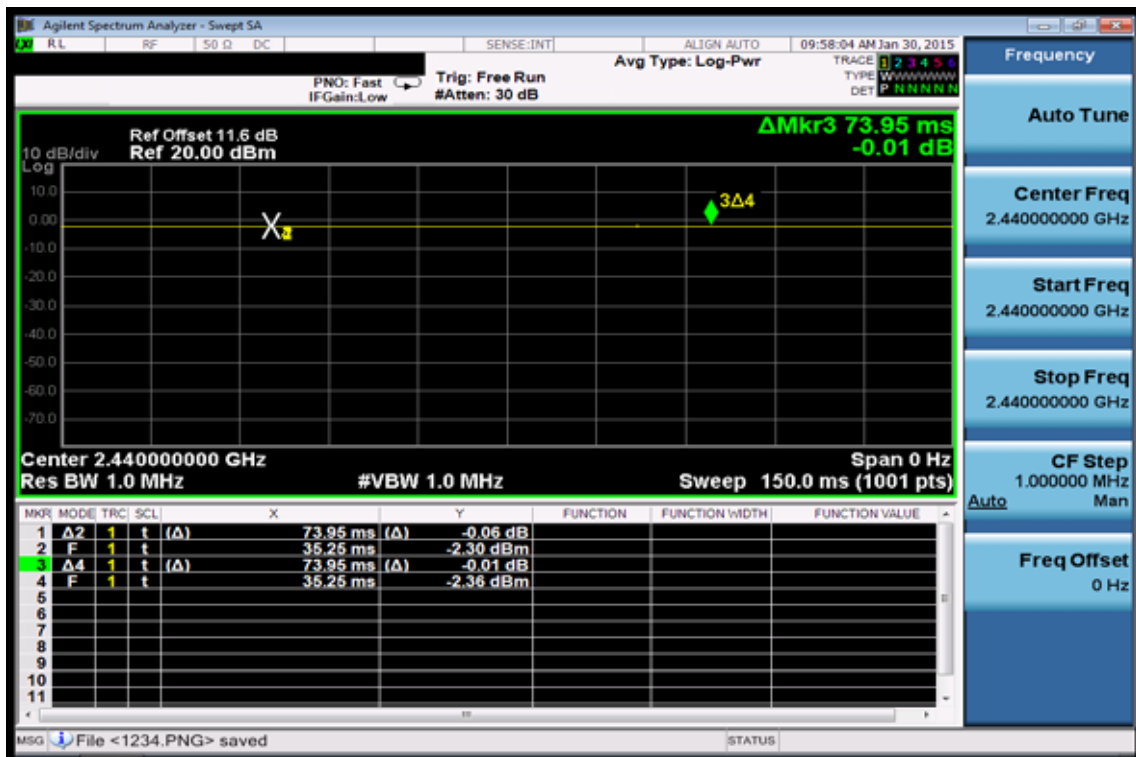 Agilent Spectrum Analyzer - Swept SA
RL RF 50 Ω DC SENSE:INT ALIGN AUTO 09:58:04 AM Jan 30, 2015
Avg Type: Log-Pwr
TRACE 1 2 3 4 5 6
TYPE WWWWWW
DET P N N N N N
PNO: Fast
IFGain:Low
Trig: Free Run
#Atten: 30 dB
Frequency
Auto Tune
Center Freq
2.440000000 GHz
Start Freq
2.440000000 GHz
Stop Freq
2.440000000 GHz
CF Step
1.000000 MHz
Auto Man
Freq Offset
0 Hz
ΔMkr3 73.95 ms
-0.01 dB
Ref Offset 11.6 dB
10 dB/div Ref 20.00 dBm
Log
10.0
0.00
-10.0
-20.0
-30.0
-40.0
-50.0
-60.0
-70.0
X
3Δ4
Center 2.440000000 GHz Span 0 Hz
Res BW 1.0 MHz #VBW 1.0 MHz Sweep 150.0 ms (1001 pts)
MKR MODE TRC SCL X Y FUNCTION FUNCTION WIDTH FUNCTION VALUE
1 Δ2 1 t (Δ) 73.95 ms (Δ) -0.06 dB
2 F 1 t 35.25 ms -2.30 dBm
3 Δ4 1 t (Δ) 73.95 ms (Δ) -0.01 dB
4 F 1 t 35.25 ms -2.36 dBm
5
6
7
8
9
10
11
MSG File <1234.PNG> saved STATUS